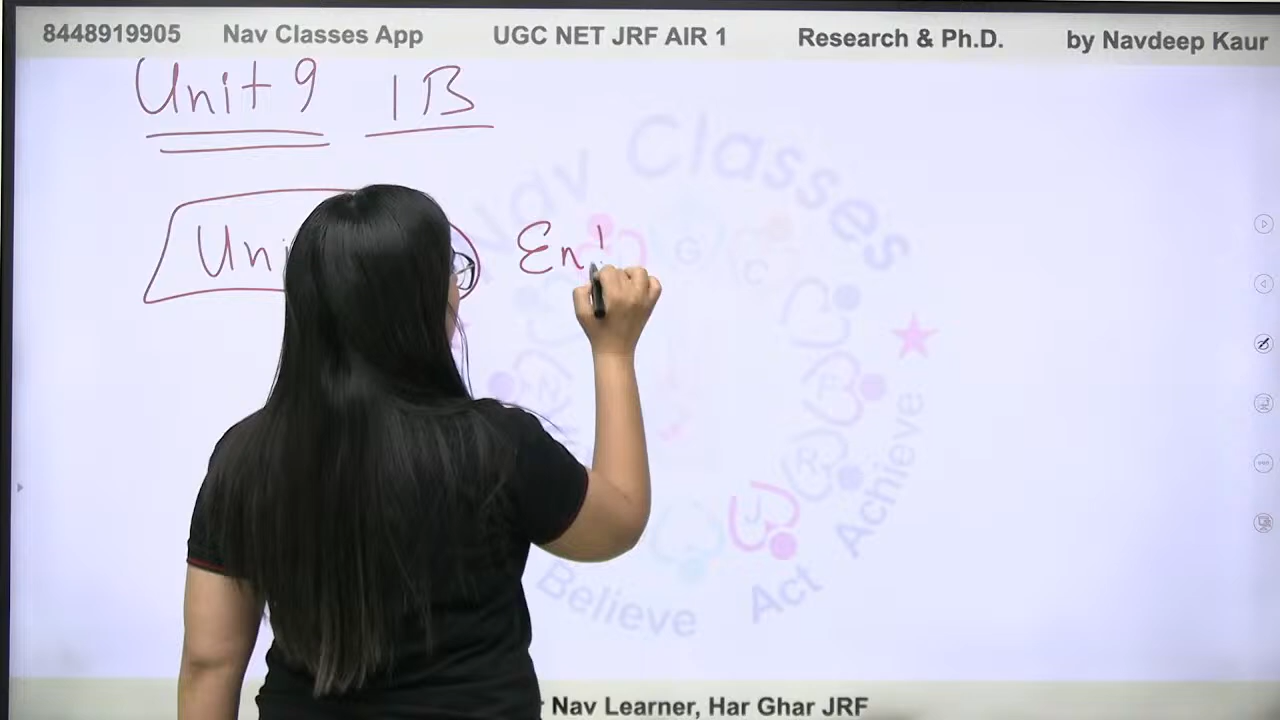 8448919905 Nav Classes App UGC NET JRF AIR 1 Research & Ph.D. by Navdeep Kaur
Unit 9 1B
Uni
En
Nav Classes
Believe Act Achieve
Nav Learner, Har Ghar JRF